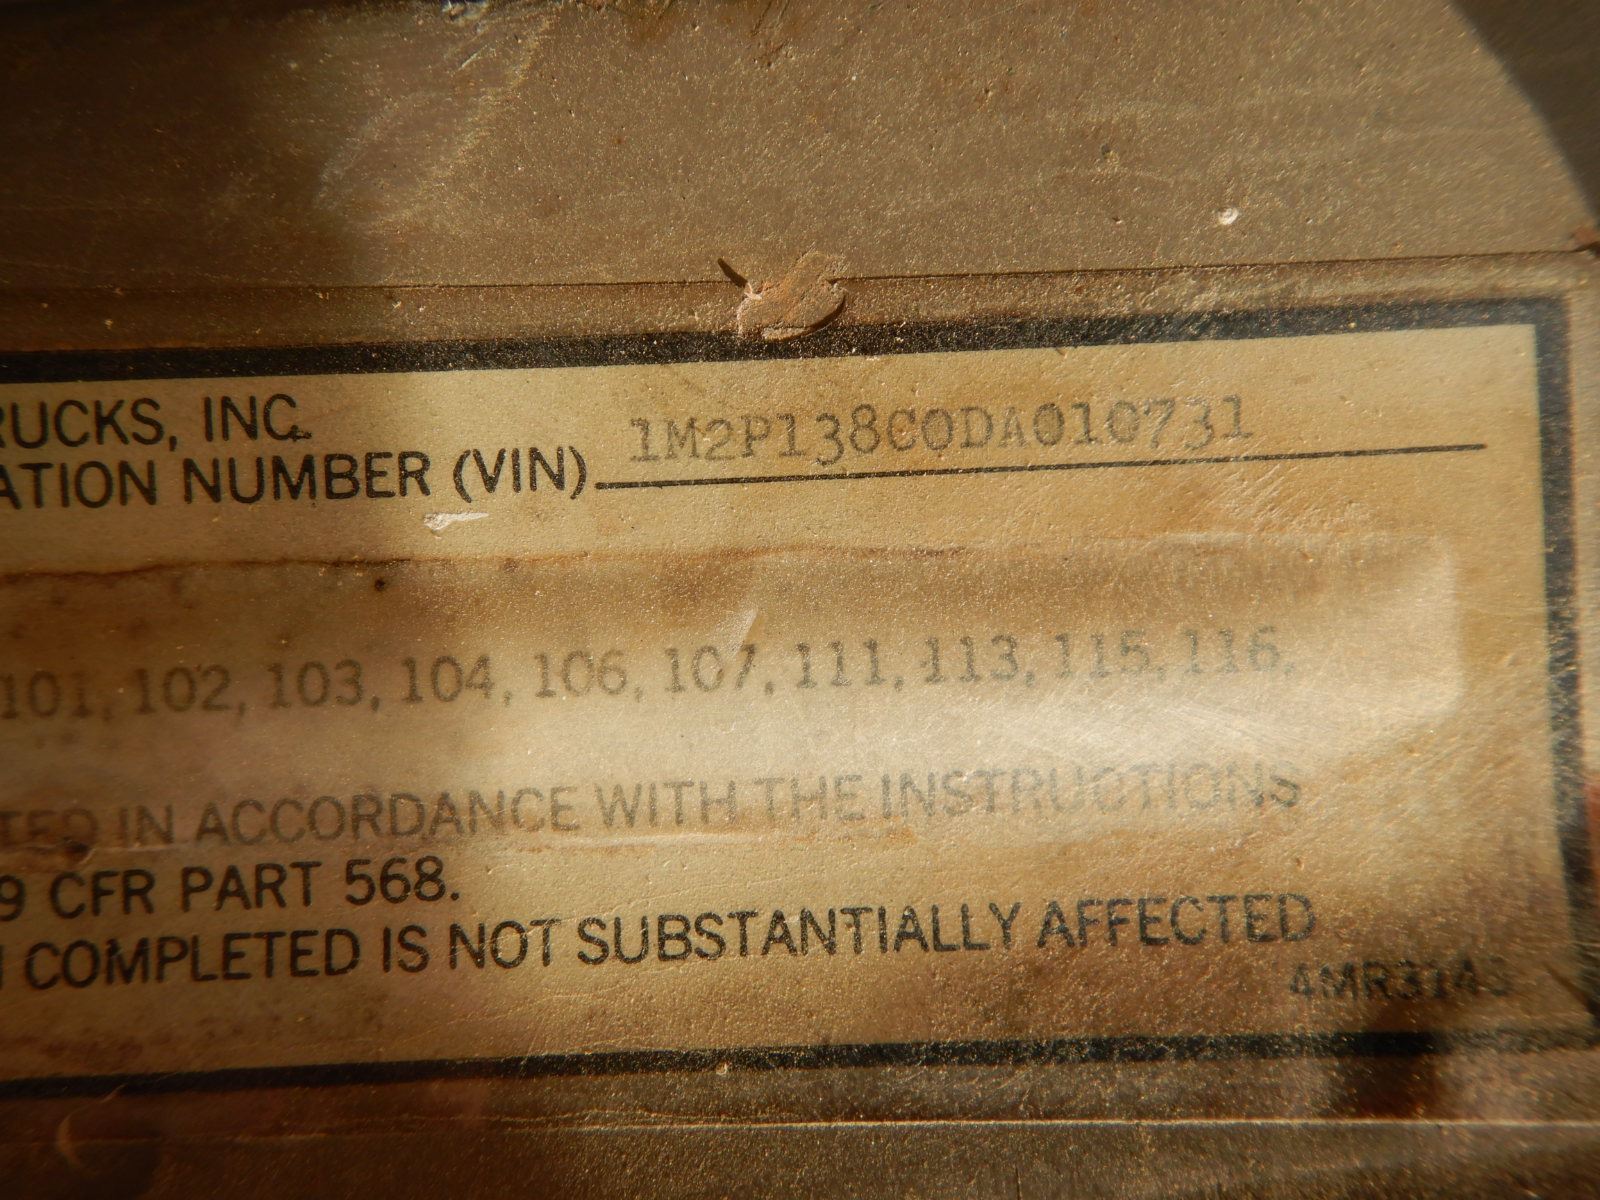 RUCKS, INC.
ATION NUMBER (VIN) 1M2P138C0DA010731
101, 102, 103, 104, 106, 107, 111, 113, 115, 116.
TED IN ACCORDANCE WITH THE INSTRUCTIONS
9 CFR PART 568.
COMPLETED IS NOT SUBSTANTIALLY AFFECTED